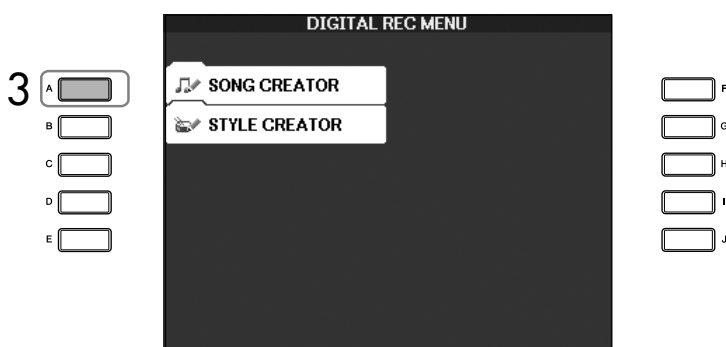 DIGITAL REC MENU
3
A
SONG CREATOR
F
B
STYLE CREATOR
G
C
H
D
I
E
J